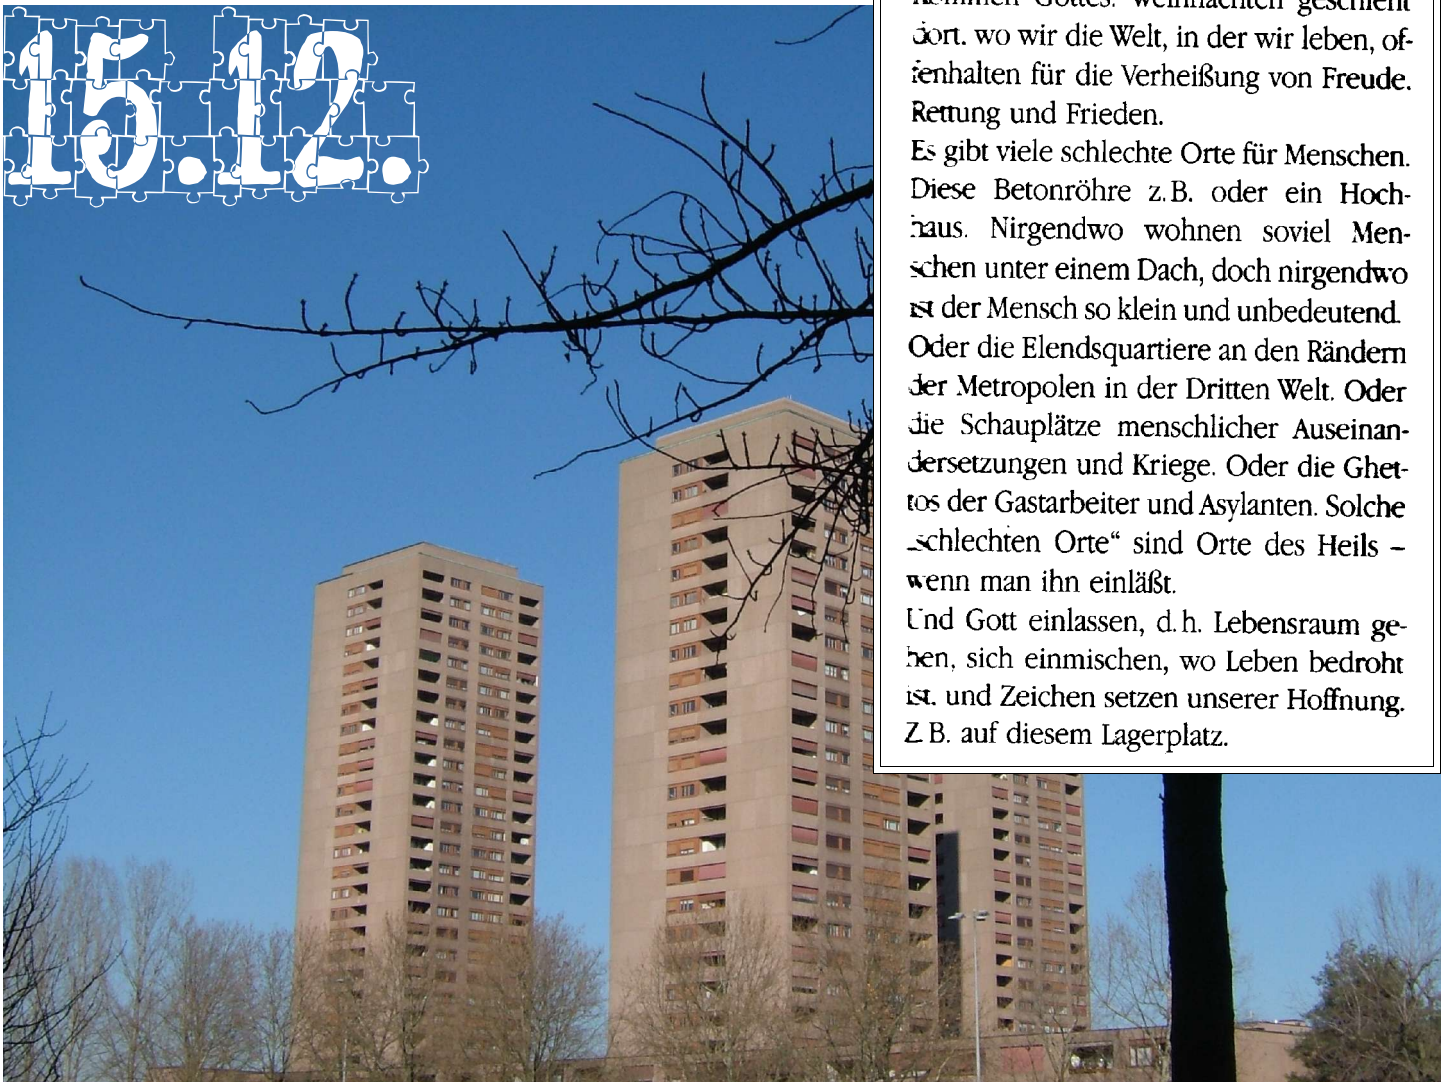 15.12.
kommen Gottes. Weihnachten geschieht
dort. wo wir die Welt, in der wir leben, of-
fenhalten für die Verheißung von Freude.
Rettung und Frieden.
Es gibt viele schlechte Orte für Menschen.
Diese Betonröhre z. B. oder ein Hoch-
haus. Nirgendwo wohnen soviel Men-
schen unter einem Dach, doch nirgendwo
ist der Mensch so klein und unbedeutend.
Oder die Elendsquartiere an den Rändern
der Metropolen in der Dritten Welt. Oder
die Schauplätze menschlicher Auseinan-
dersetzungen und Kriege. Oder die Ghet-
tos der Gastarbeiter und Asylanten. Solche
„schlechten Orte“ sind Orte des Heils –
wenn man ihn einläßt.
Und Gott einlassen, d. h. Lebensraum ge-
ben, sich einmischen, wo Leben bedroht
ist. und Zeichen setzen unserer Hoffnung.
Z B. auf diesem Lagerplatz.